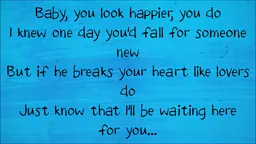 Baby, you look happier, you do
I knew one day you'd fall for someone
new
But if he breaks your heart like lovers
do
Just know that I'll be waiting here
for you...